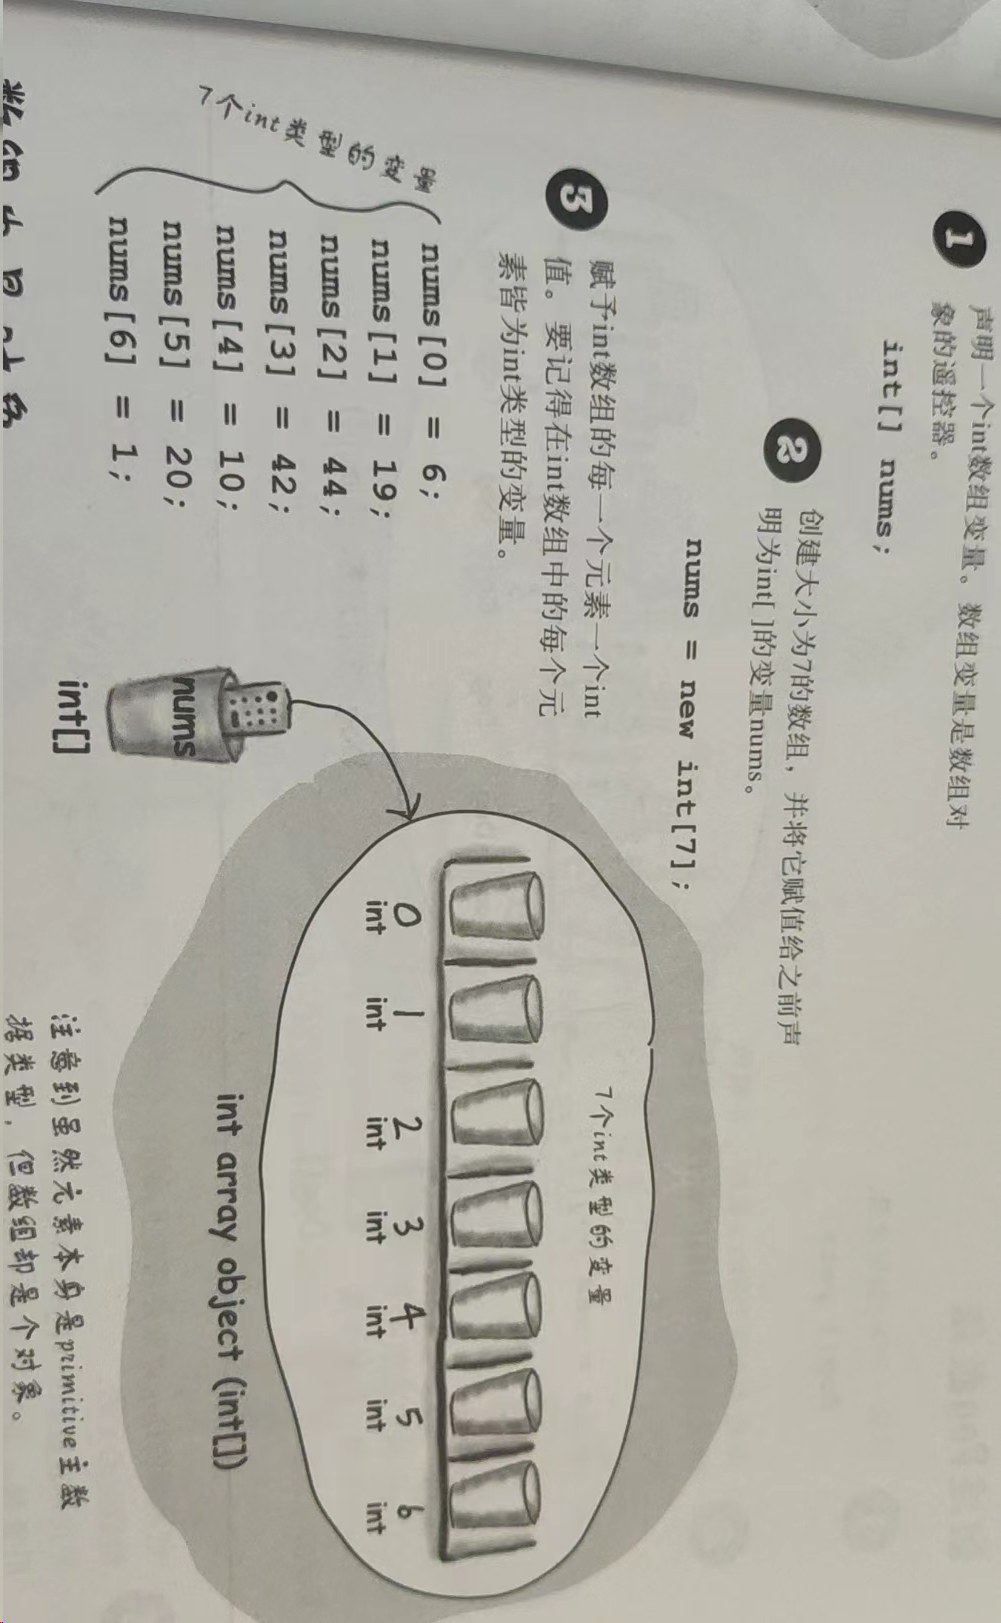 1
声明一个int数组变量。数组变量是数组对
象的遥控器。
int[] nums;
2
创建大小为7的数组，并将它赋值给之前声
明为int[ ]的变量nums。
nums = new int[7];
3
赋予int数组的每一个元素一个int
值。要记得在int数组中的每个元
素皆为int类型的变量。
7个int类型的变量
nums[0] = 6;
nums[1] = 19;
nums[2] = 44;
nums[3] = 42;
nums[4] = 10;
nums[5] = 20;
nums[6] = 1;
nums
int[]
7个int类型的变量
0 1 2 3 4 5 6
int int int int int int int
int array object (int[])
注意到虽然元素本身是primitive主数
据类型，但数组却是个对象。